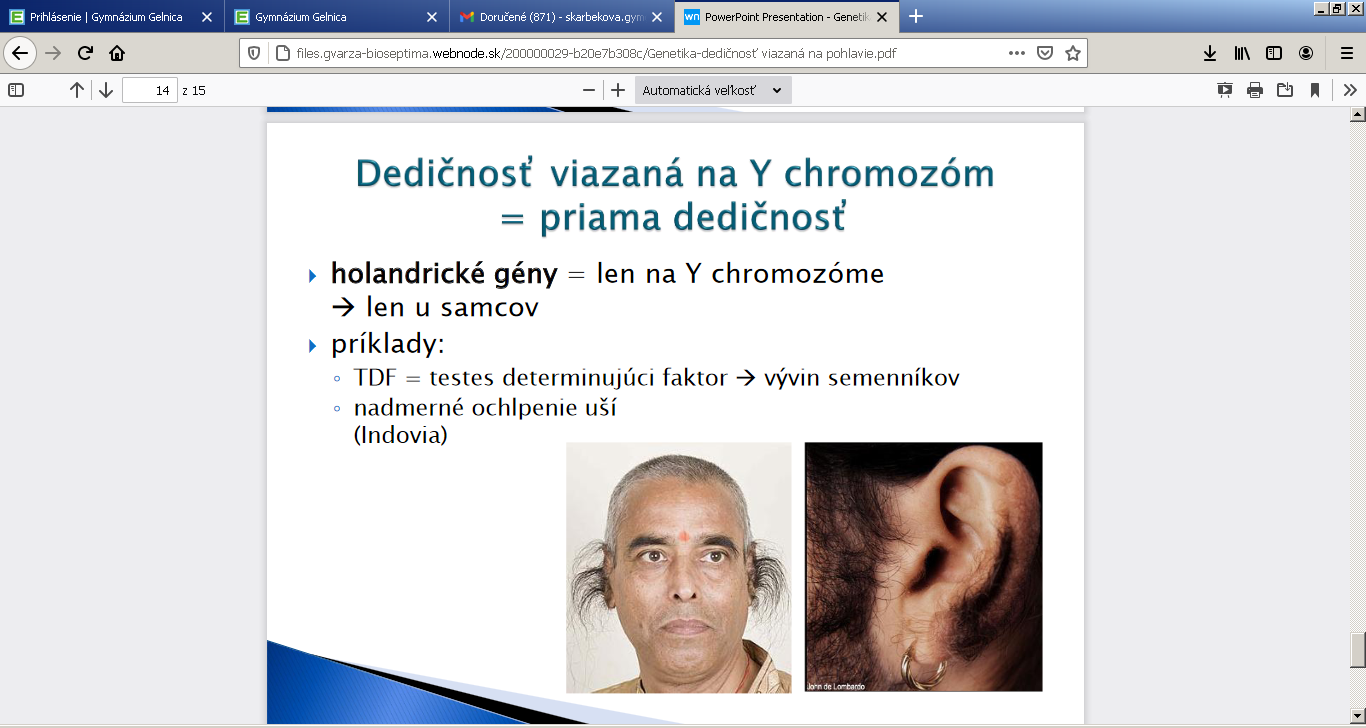 Prihlásenie | Gymnázium Gelnica
Gymnázium Gelnica
Doručené (871) - skarbekova.gym
PowerPoint Presentation - Genetik
files.gvarza-bioseptima.webnode.sk/200000029-b20e7b308c/Genetika-dedičnosť viazaná na pohlavie.pdf
14 z 15
Automatická veľkosť
Dedičnosť viazaná na Y chromozóm
= priama dedičnosť
holandrické gény = len na Y chromozóme
→ len u samcov
príklady:
TDF = testes determinujúci faktor → vývin semenníkov
nadmerné ochlpenie uší
(Indovia)
John de Lombardo